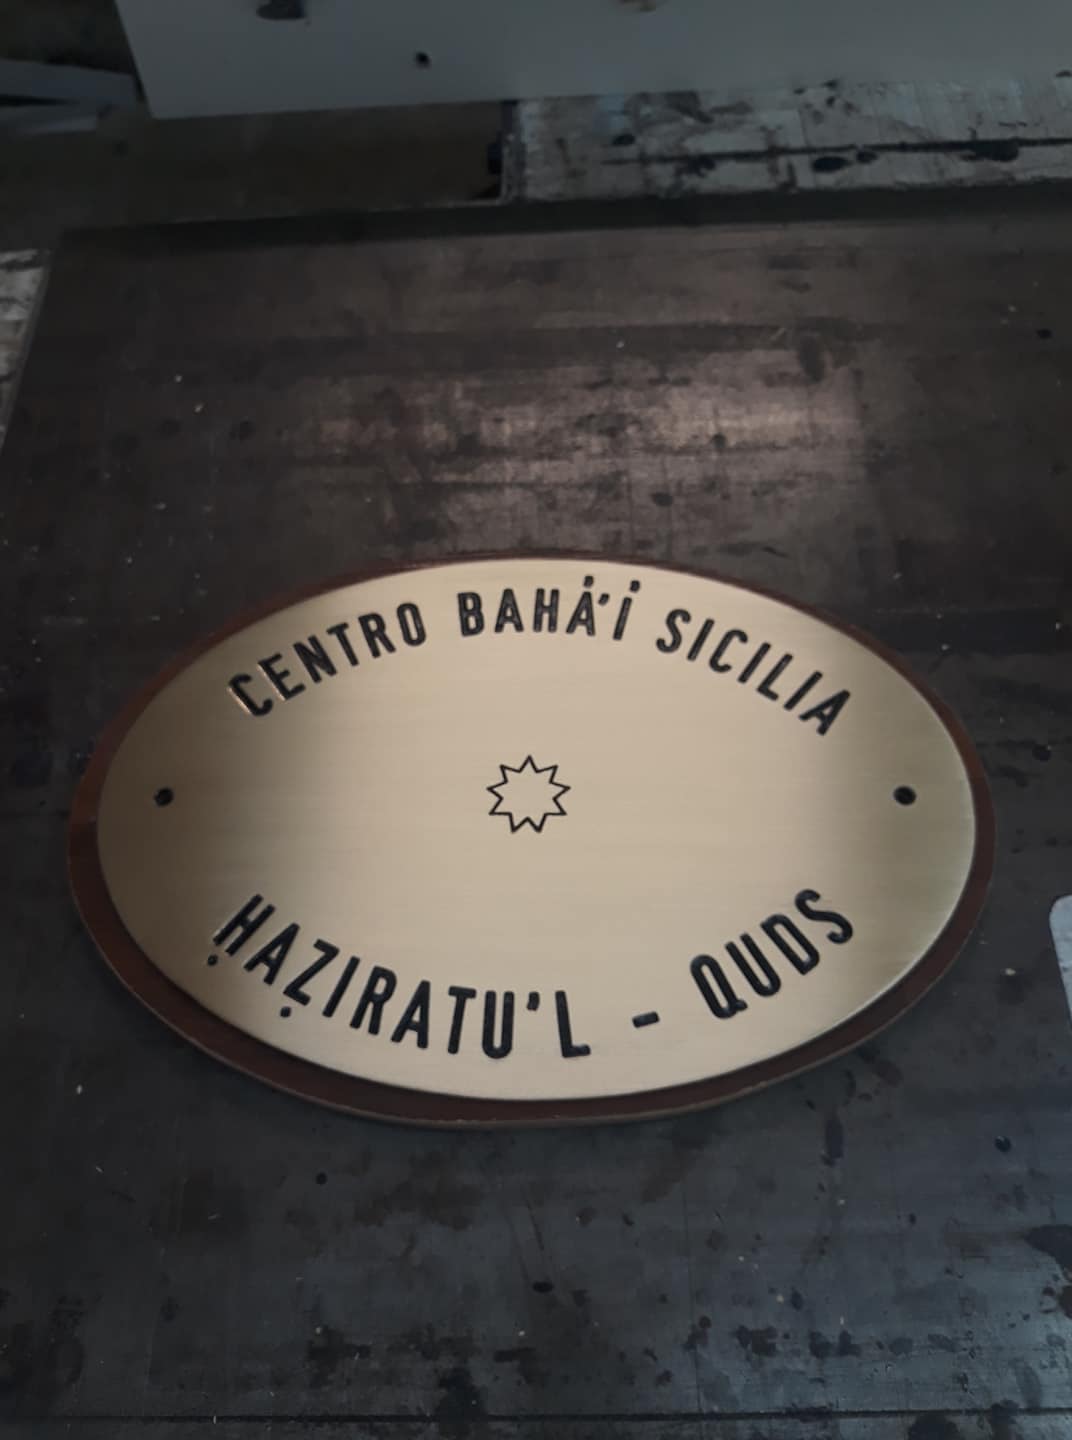 CENTRO BAHÁ'Í SICILIA
ḤAẒIRATU'L - QUDS